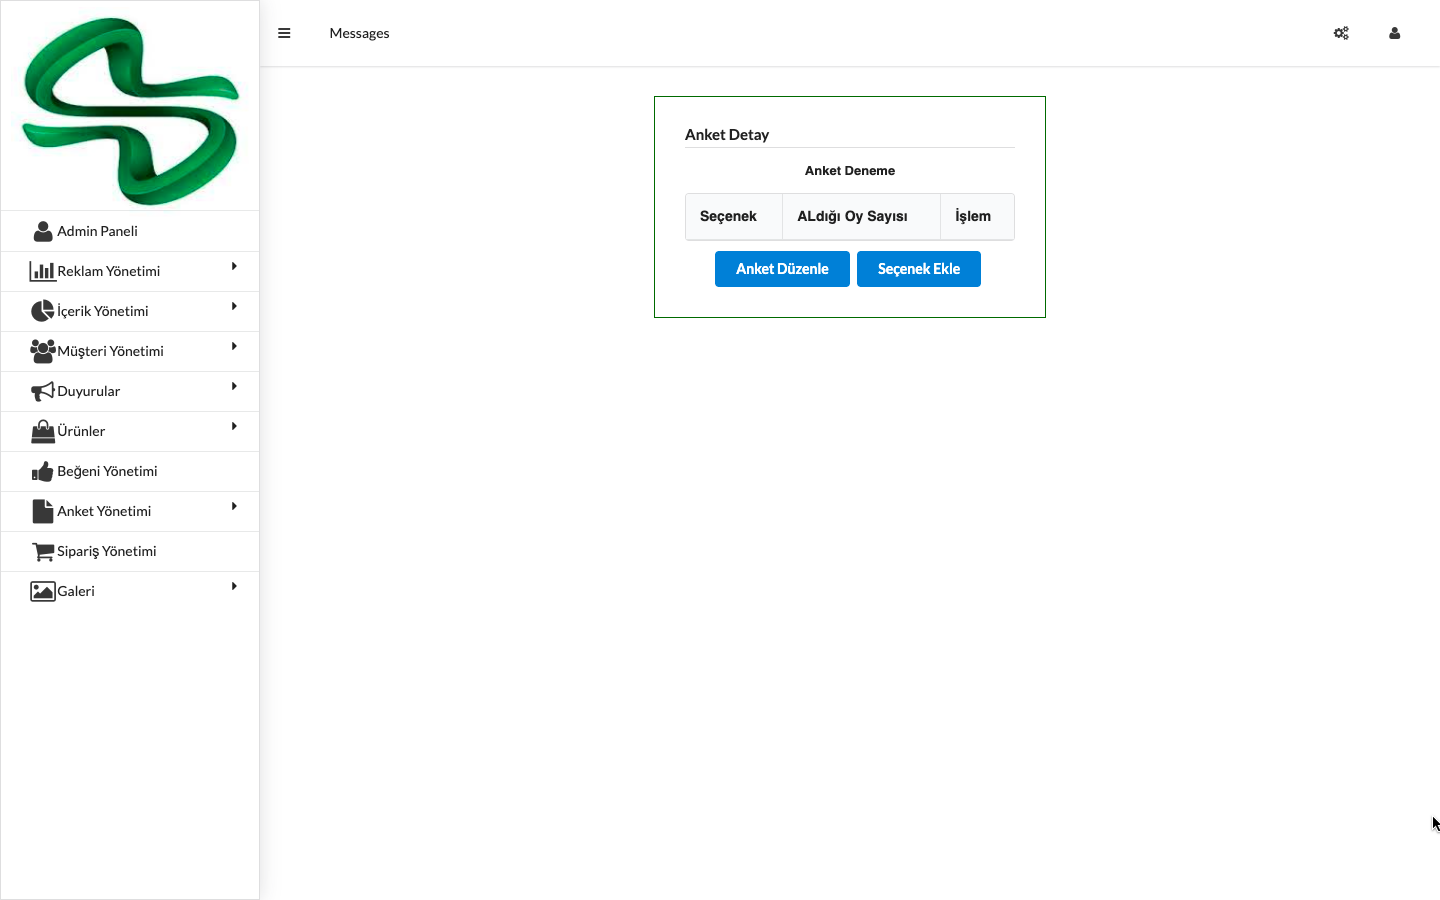 Messages
Admin Paneli
Reklam Yönetimi
İçerik Yönetimi
Müşteri Yönetimi
Duyurular
Ürünler
Beğeni Yönetimi
Anket Yönetimi
Sipariş Yönetimi
Galeri
Anket Detay
Anket Deneme
Seçenek ALdığı Oy Sayısı İşlem
Anket Düzenle Seçenek Ekle